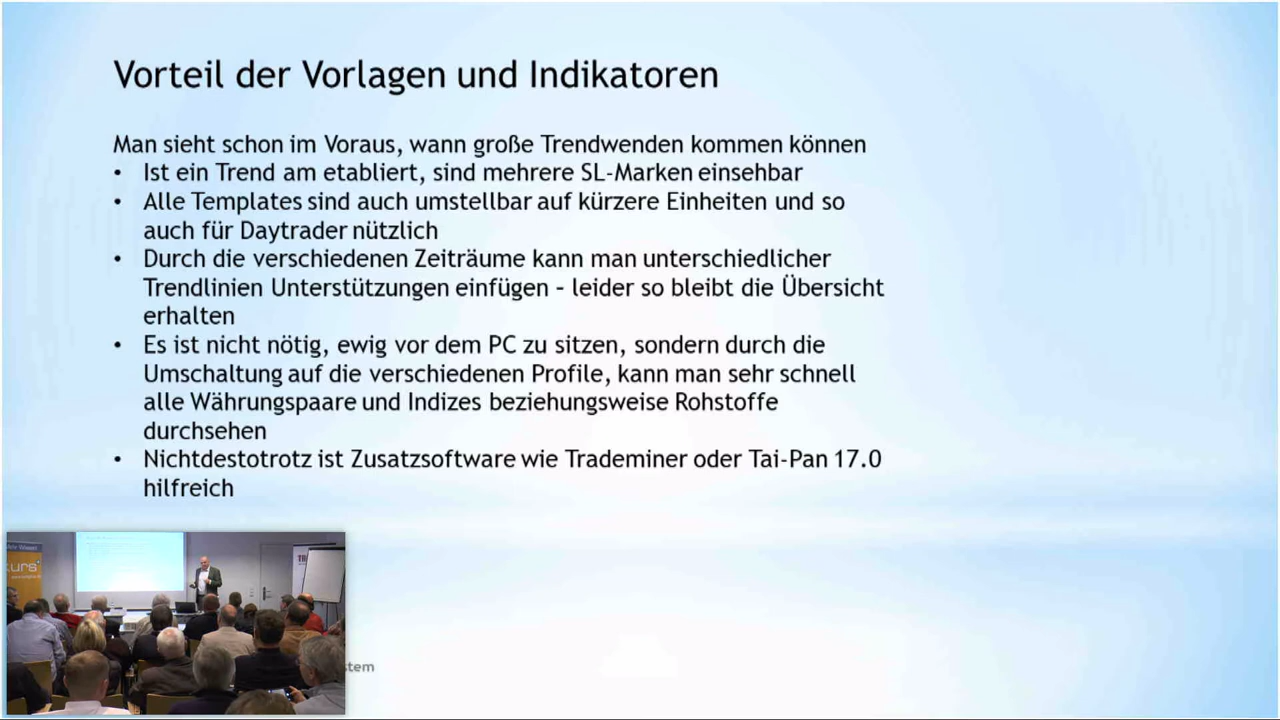 Vorteil der Vorlagen und Indikatoren
Man sieht schon im Voraus, wann große Trendwenden kommen können
• Ist ein Trend am etabliert, sind mehrere SL-Marken einsehbar
• Alle Templates sind auch umstellbar auf kürzere Einheiten und so
auch für Daytrader nützlich
• Durch die verschiedenen Zeiträume kann man unterschiedlicher
Trendlinien Unterstützungen einfügen – leider so bleibt die Übersicht
erhalten
• Es ist nicht nötig, ewig vor dem PC zu sitzen, sondern durch die
Umschaltung auf die verschiedenen Profile, kann man sehr schnell
alle Währungspaare und Indizes beziehungsweise Rohstoffe
durchsehen
• Nichtdestotrotz ist Zusatzsoftware wie Trademiner oder Tai-Pan 17.0
hilfreich
stem